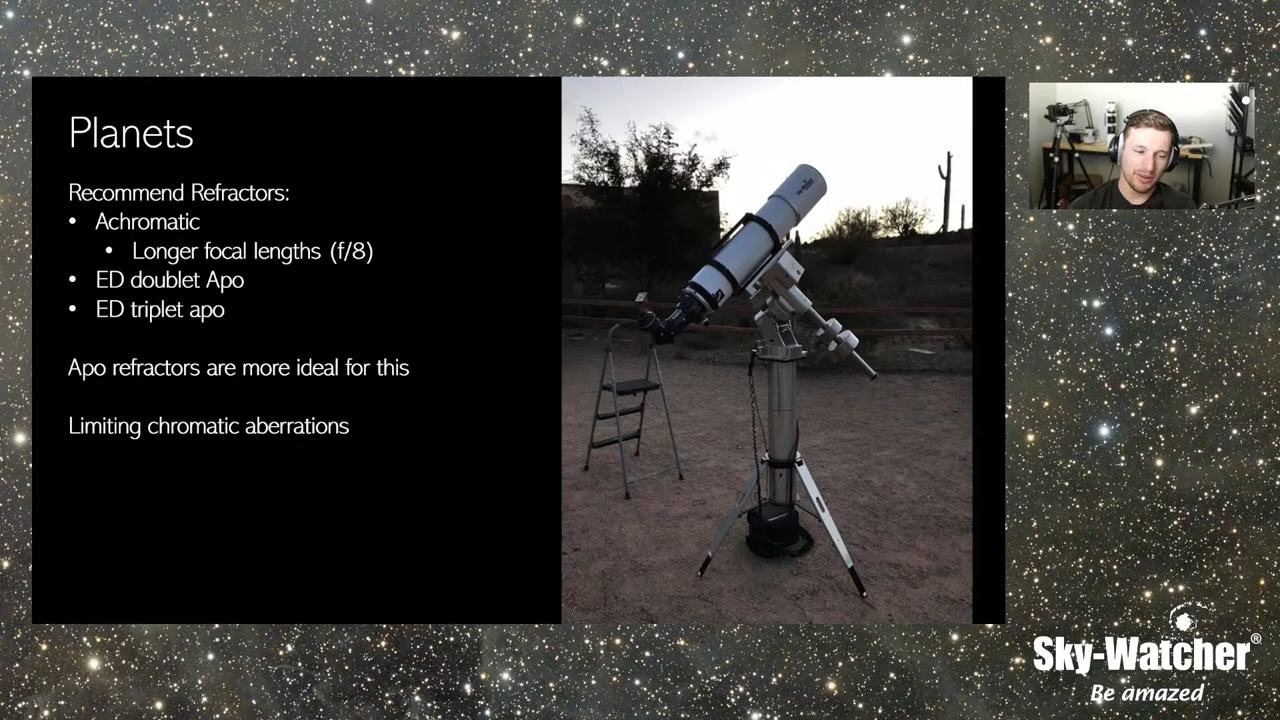 Planets
Recommend Refractors:
• Achromatic
• Longer focal lengths (f/8)
• ED doublet Apo
• ED triplet apo
Apo refractors are more ideal for this
Limiting chromatic aberrations
Sky-Watcher®
Be amazed